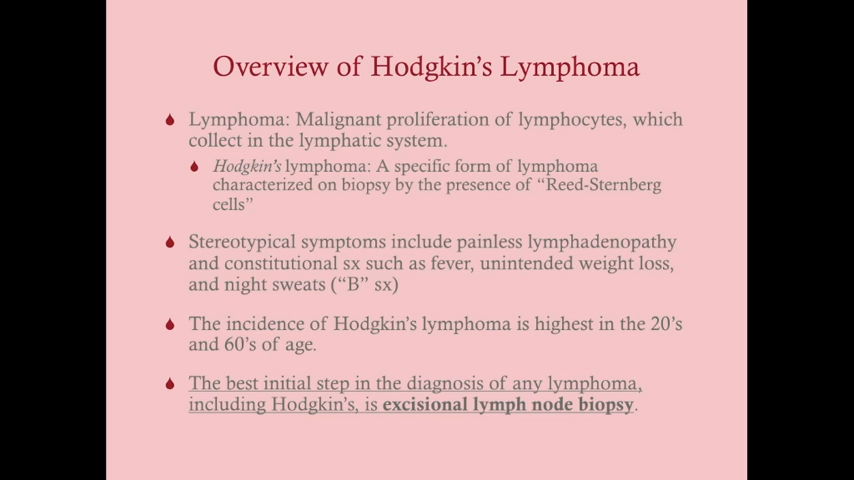 Overview of Hodgkin's Lymphoma
Lymphoma: Malignant proliferation of lymphocytes, which
collect in the lymphatic system.
Hodgkin's lymphoma: A specific form of lymphoma
characterized on biopsy by the presence of “Reed-Sternberg
cells”
Stereotypical symptoms include painless lymphadenopathy
and constitutional sx such as fever, unintended weight loss,
and night sweats (“B” sx)
The incidence of Hodgkin's lymphoma is highest in the 20's
and 60's of age.
The best initial step in the diagnosis of any lymphoma,
including Hodgkin's, is excisional lymph node biopsy.